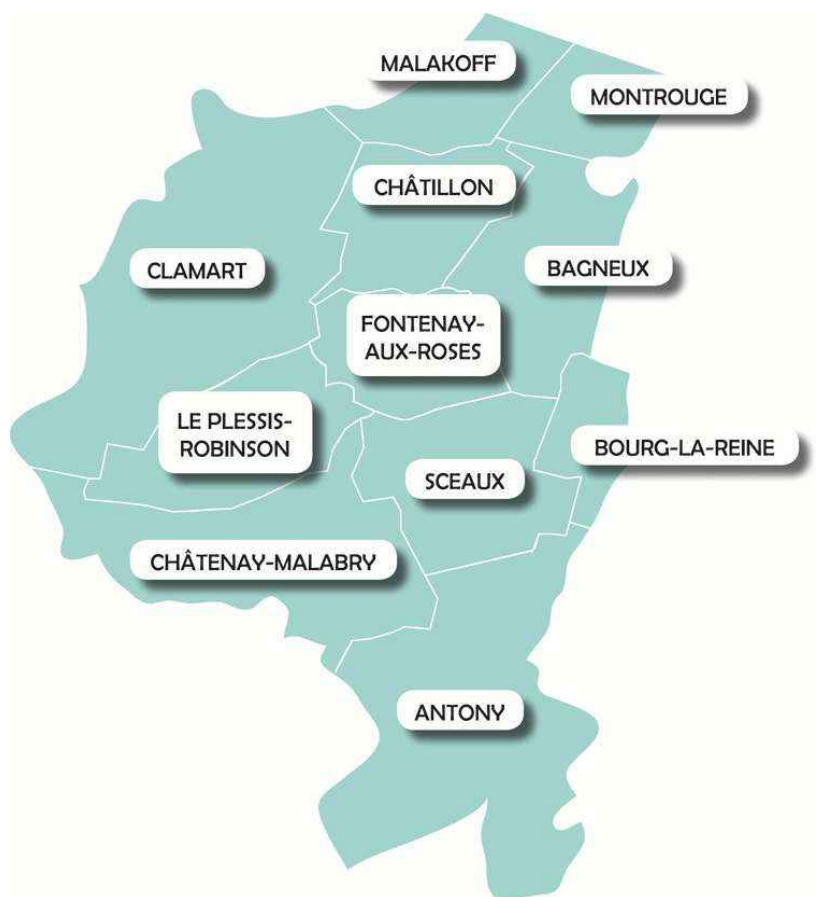 MALAKOFF
MONTROUGE
CHÂTILLON
CLAMART
BAGNEUX
FONTENAY-
AUX-ROSES
LE PLESSIS-
ROBINSON
BOURG-LA-REINE
SCEAUX
CHÂTENAY-MALABRY
ANTONY